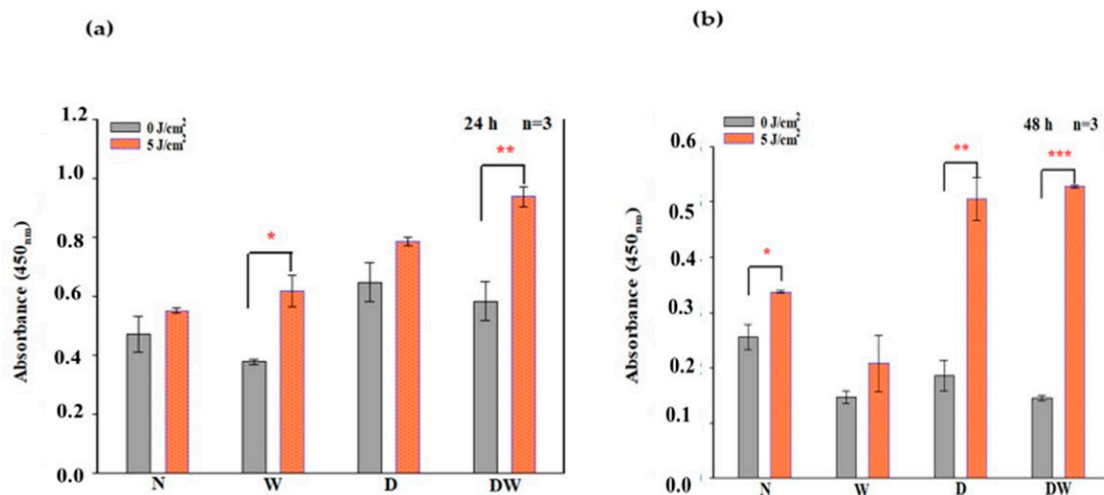 (a)
1.2
1.0
0.8
0.6
0.4
0.2
0.0
Absorbance (450nm)
0 J/cm2
5 J/cm2
24 h n=3
*
**
N W D DW
(b)
0.6
0.5
0.4
0.3
0.2
0.1
0.0
Absorbance (450nm)
0 J/cm2
5 J/cm2
48 h n=3
*
**
***
N W D DW